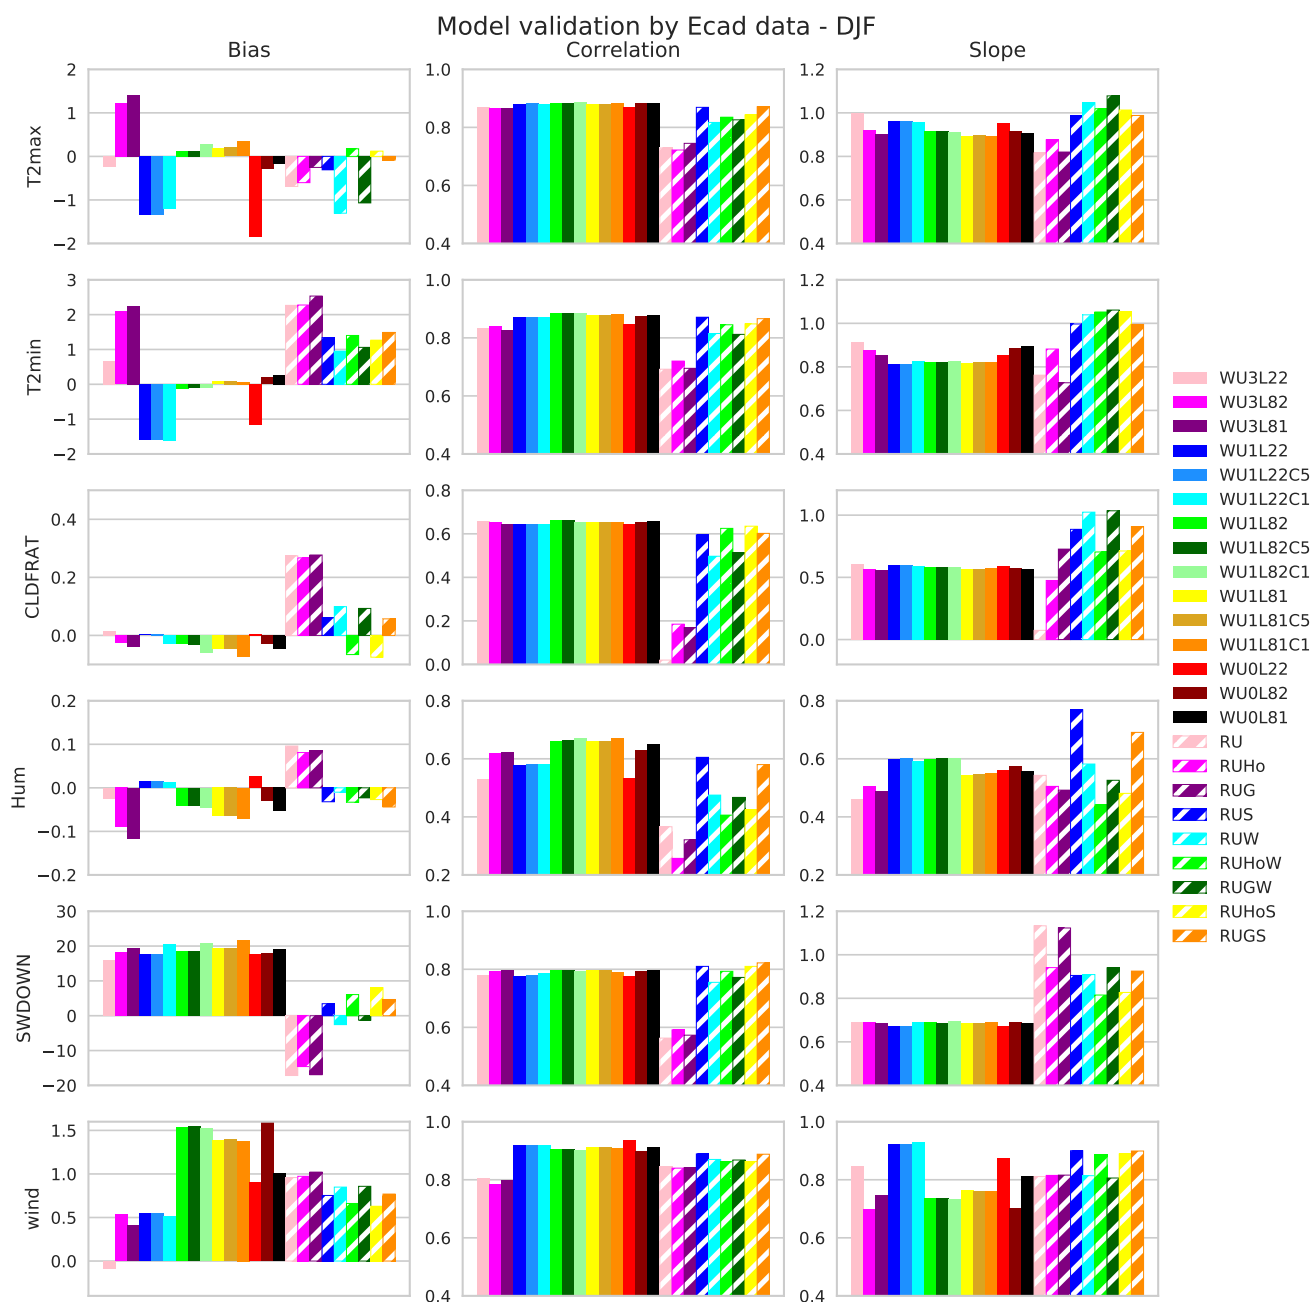 Model validation by Ecad data - DJF
Bias Correlation Slope
T2max
2
1
0
−1
−2
1.0
0.8
0.6
0.4
1.2
1.0
0.8
0.6
0.4
T2min
3
2
1
0
−1
−2
1.0
0.8
0.6
0.4
1.2
1.0
0.8
0.6
0.4
CLDFRAT
0.4
0.2
0.0
0.8
0.6
0.4
0.2
0.0
1.0
0.5
0.0
Hum
0.2
0.1
0.0
−0.1
−0.2
0.8
0.6
0.4
0.2
0.8
0.6
0.4
0.2
SWDOWN
30
20
10
0
−10
−20
1.0
0.8
0.6
0.4
1.2
1.0
0.8
0.6
0.4
wind
1.5
1.0
0.5
0.0
1.0
0.8
0.6
0.4
1.0
0.8
0.6
0.4
WU3L22
WU3L82
WU3L81
WU1L22
WU1L22C5
WU1L22C1
WU1L82
WU1L82C5
WU1L82C1
WU1L81
WU1L81C5
WU1L81C1
WU0L22
WU0L82
WU0L81
RU
RUHo
RUG
RUS
RUW
RUHoW
RUGW
RUHoS
RUGS